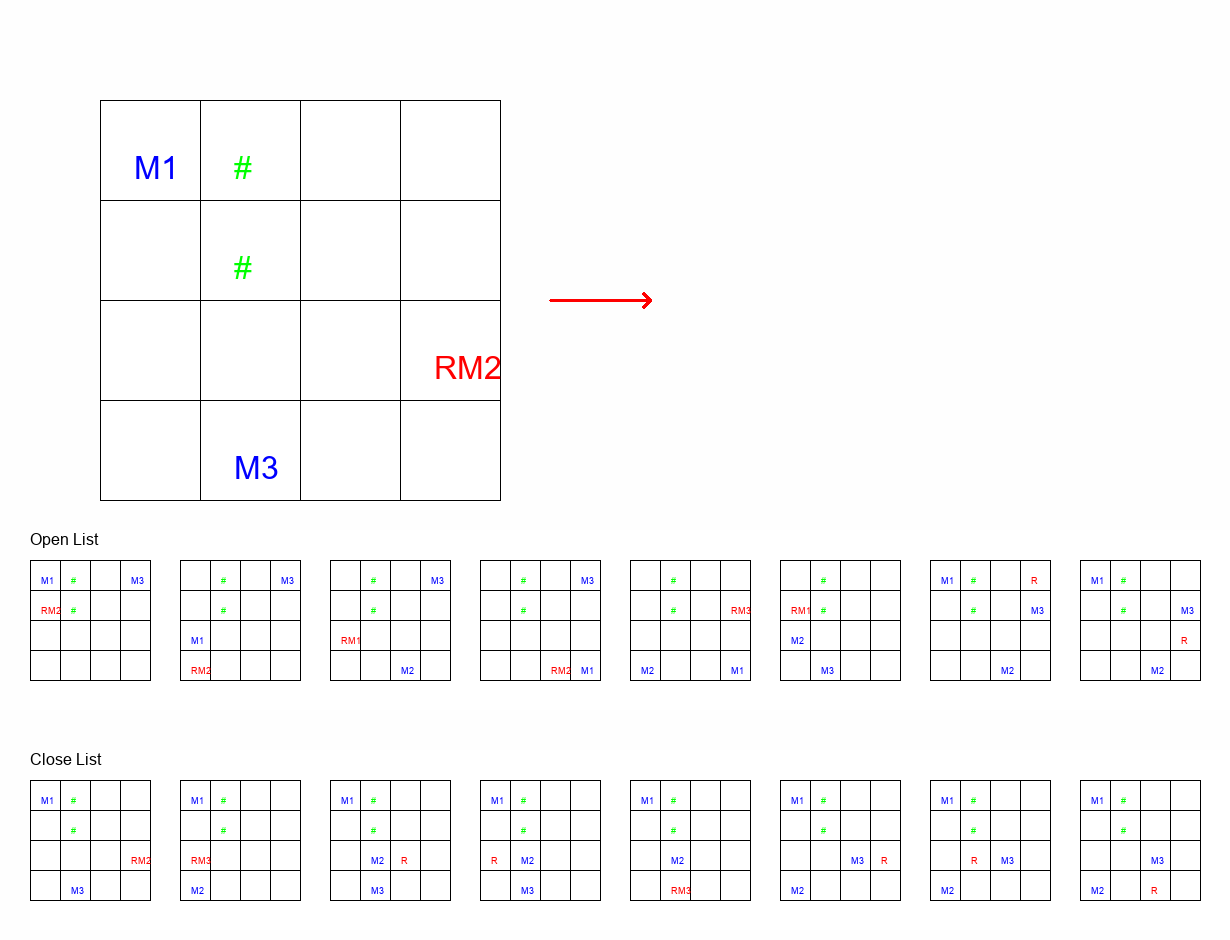 M1 #
#
RM2
M3
Open List
M1 # M3 # M3 # M3 # M3 # # M1 # R M1 #
RM2 # # # # # RM3 RM1 # # M3 # M3
M1 RM1 M2 R
RM2 M2 RM2 M1 M2 M1 M3 M2 M2
Close List
M1 # M1 # M1 # M1 # M1 # M1 # M1 # M1 #
# # # # # # # #
RM2 RM3 M2 R R M2 M2 M3 R R M3 M3
M3 M2 M3 M3 RM3 M2 M2 M2 R